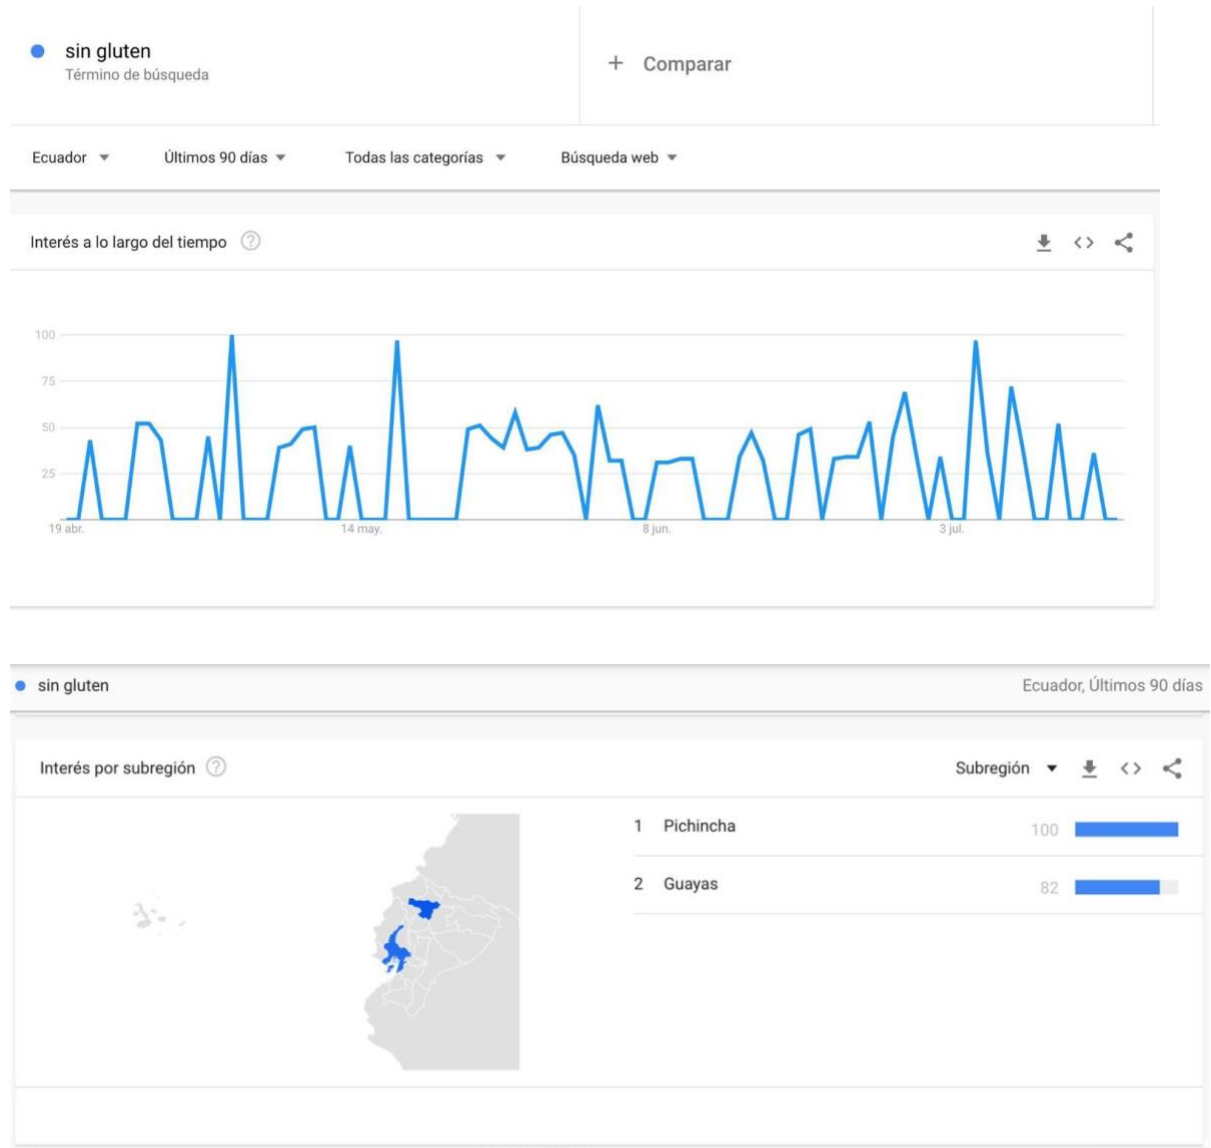 sin gluten
Término de búsqueda
+ Comparar
Ecuador Últimos 90 días Todas las categorías Búsqueda web
Interés a lo largo del tiempo ?
100
75
50
25
19 abr. 14 may. 8 jun. 3 jul.
sin gluten Ecuador, Últimos 90 días
Interés por subregión ? Subregión
1 Pichincha 100
2 Guayas 82